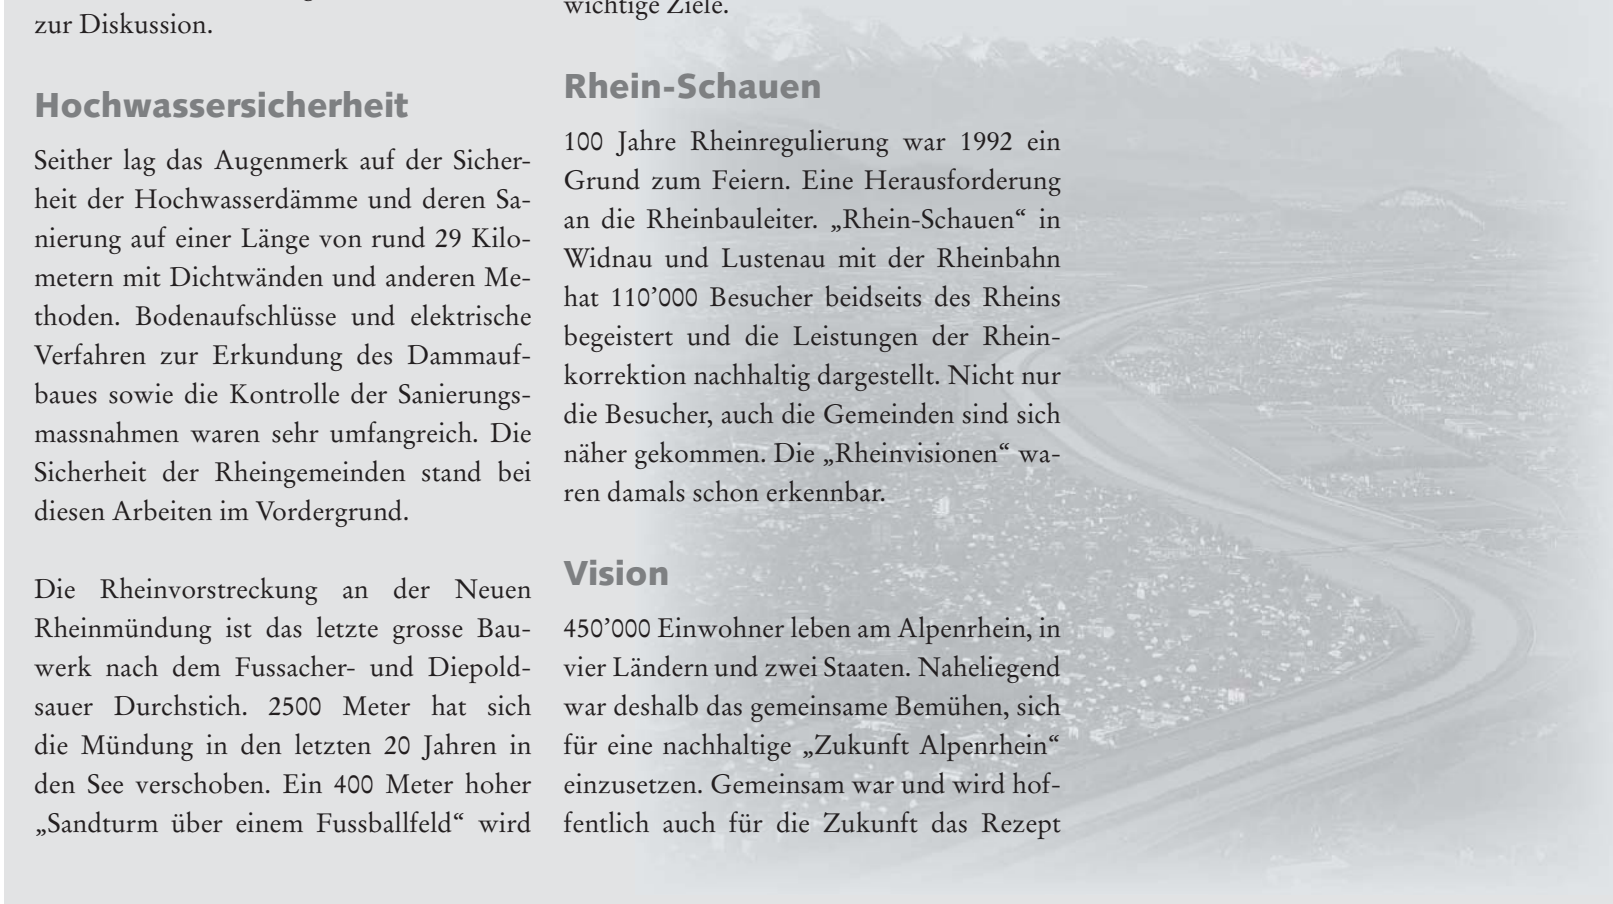 zur Diskussion.
Hochwassersicherheit
Seither lag das Augenmerk auf der Sicher-
heit der Hochwasserdämme und deren Sa-
nierung auf einer Länge von rund 29 Kilo-
metern mit Dichtwänden und anderen Me-
thoden. Bodenaufschlüsse und elektrische
Verfahren zur Erkundung des Dammauf-
baues sowie die Kontrolle der Sanierungs-
massnahmen waren sehr umfangreich. Die
Sicherheit der Rheingemeinden stand bei
diesen Arbeiten im Vordergrund.
Die Rheinvorstreckung an der Neuen
Rheinmündung ist das letzte grosse Bau-
werk nach dem Fussacher- und Diepold-
sauer Durchstich. 2500 Meter hat sich
die Mündung in den letzten 20 Jahren in
den See verschoben. Ein 400 Meter hoher
„Sandturm über einem Fussballfeld“ wird
wichtige Ziele.
Rhein-Schauen
100 Jahre Rheinregulierung war 1992 ein
Grund zum Feiern. Eine Herausforderung
an die Rheinbauleiter. „Rhein-Schauen“ in
Widnau und Lustenau mit der Rheinbahn
hat 110’000 Besucher beidseits des Rheins
begeistert und die Leistungen der Rhein-
korrektion nachhaltig dargestellt. Nicht nur
die Besucher, auch die Gemeinden sind sich
näher gekommen. Die „Rheinvisionen“ wa-
ren damals schon erkennbar.
Vision
450’000 Einwohner leben am Alpenrhein, in
vier Ländern und zwei Staaten. Naheliegend
war deshalb das gemeinsame Bemühen, sich
für eine nachhaltige „Zukunft Alpenrhein“
einzusetzen. Gemeinsam war und wird hof-
fentlich auch für die Zukunft das Rezept